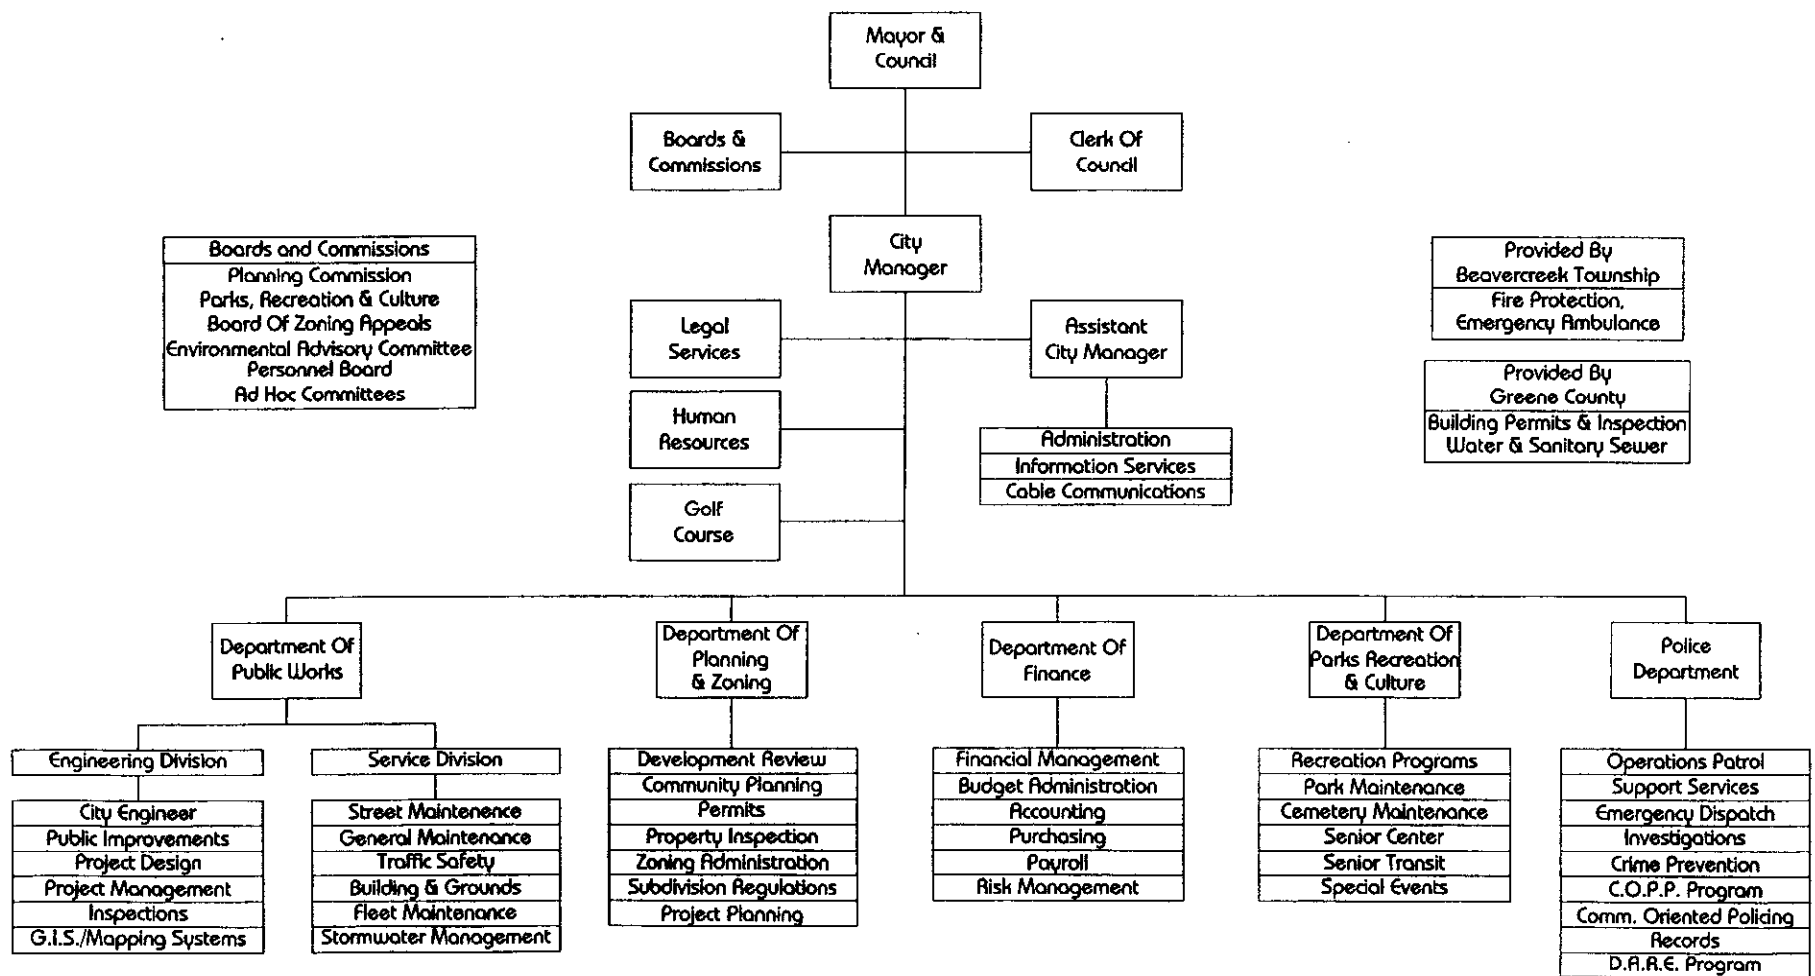 Mayor &
Council
Boards &
Commissions
Clerk Of
Council
City
Manager
Boards and Commissions
Planning Commission
Parks, Recreation & Culture
Board Of Zoning Appeals
Environmental Advisory Committee
Personnel Board
Ad Hoc Committees
Provided By
Beavercreek Township
Fire Protection,
Emergency Ambulance
Provided By
Greene County
Building Permits & Inspection
Water & Sanitary Sewer
Legal
Services
Assistant
City Manager
Human
Resources
Administration
Information Services
Cable Communications
Golf
Course
Department Of
Public Works
Engineering Division
City Engineer
Public Improvements
Project Design
Project Management
Inspections
G.I.S./Mapping Systems
Service Division
Street Maintenence
General Maintenance
Traffic Safety
Building & Grounds
Fleet Maintenance
Stormwater Management
Department Of
Planning
& Zoning
Development Review
Community Planning
Permits
Property Inspection
Zoning Administration
Subdivision Regulations
Project Planning
Department Of
Finance
Financial Management
Budget Administration
Accounting
Purchasing
Payroll
Risk Management
Department Of
Parks Recreation
& Culture
Recreation Programs
Park Maintenance
Cemetery Maintenance
Senior Center
Senior Transit
Special Events
Police
Department
Operations Patrol
Support Services
Emergency Dispatch
Investigations
Crime Prevention
C.O.P.P. Program
Comm. Oriented Policing
Records
D.A.R.E. Program